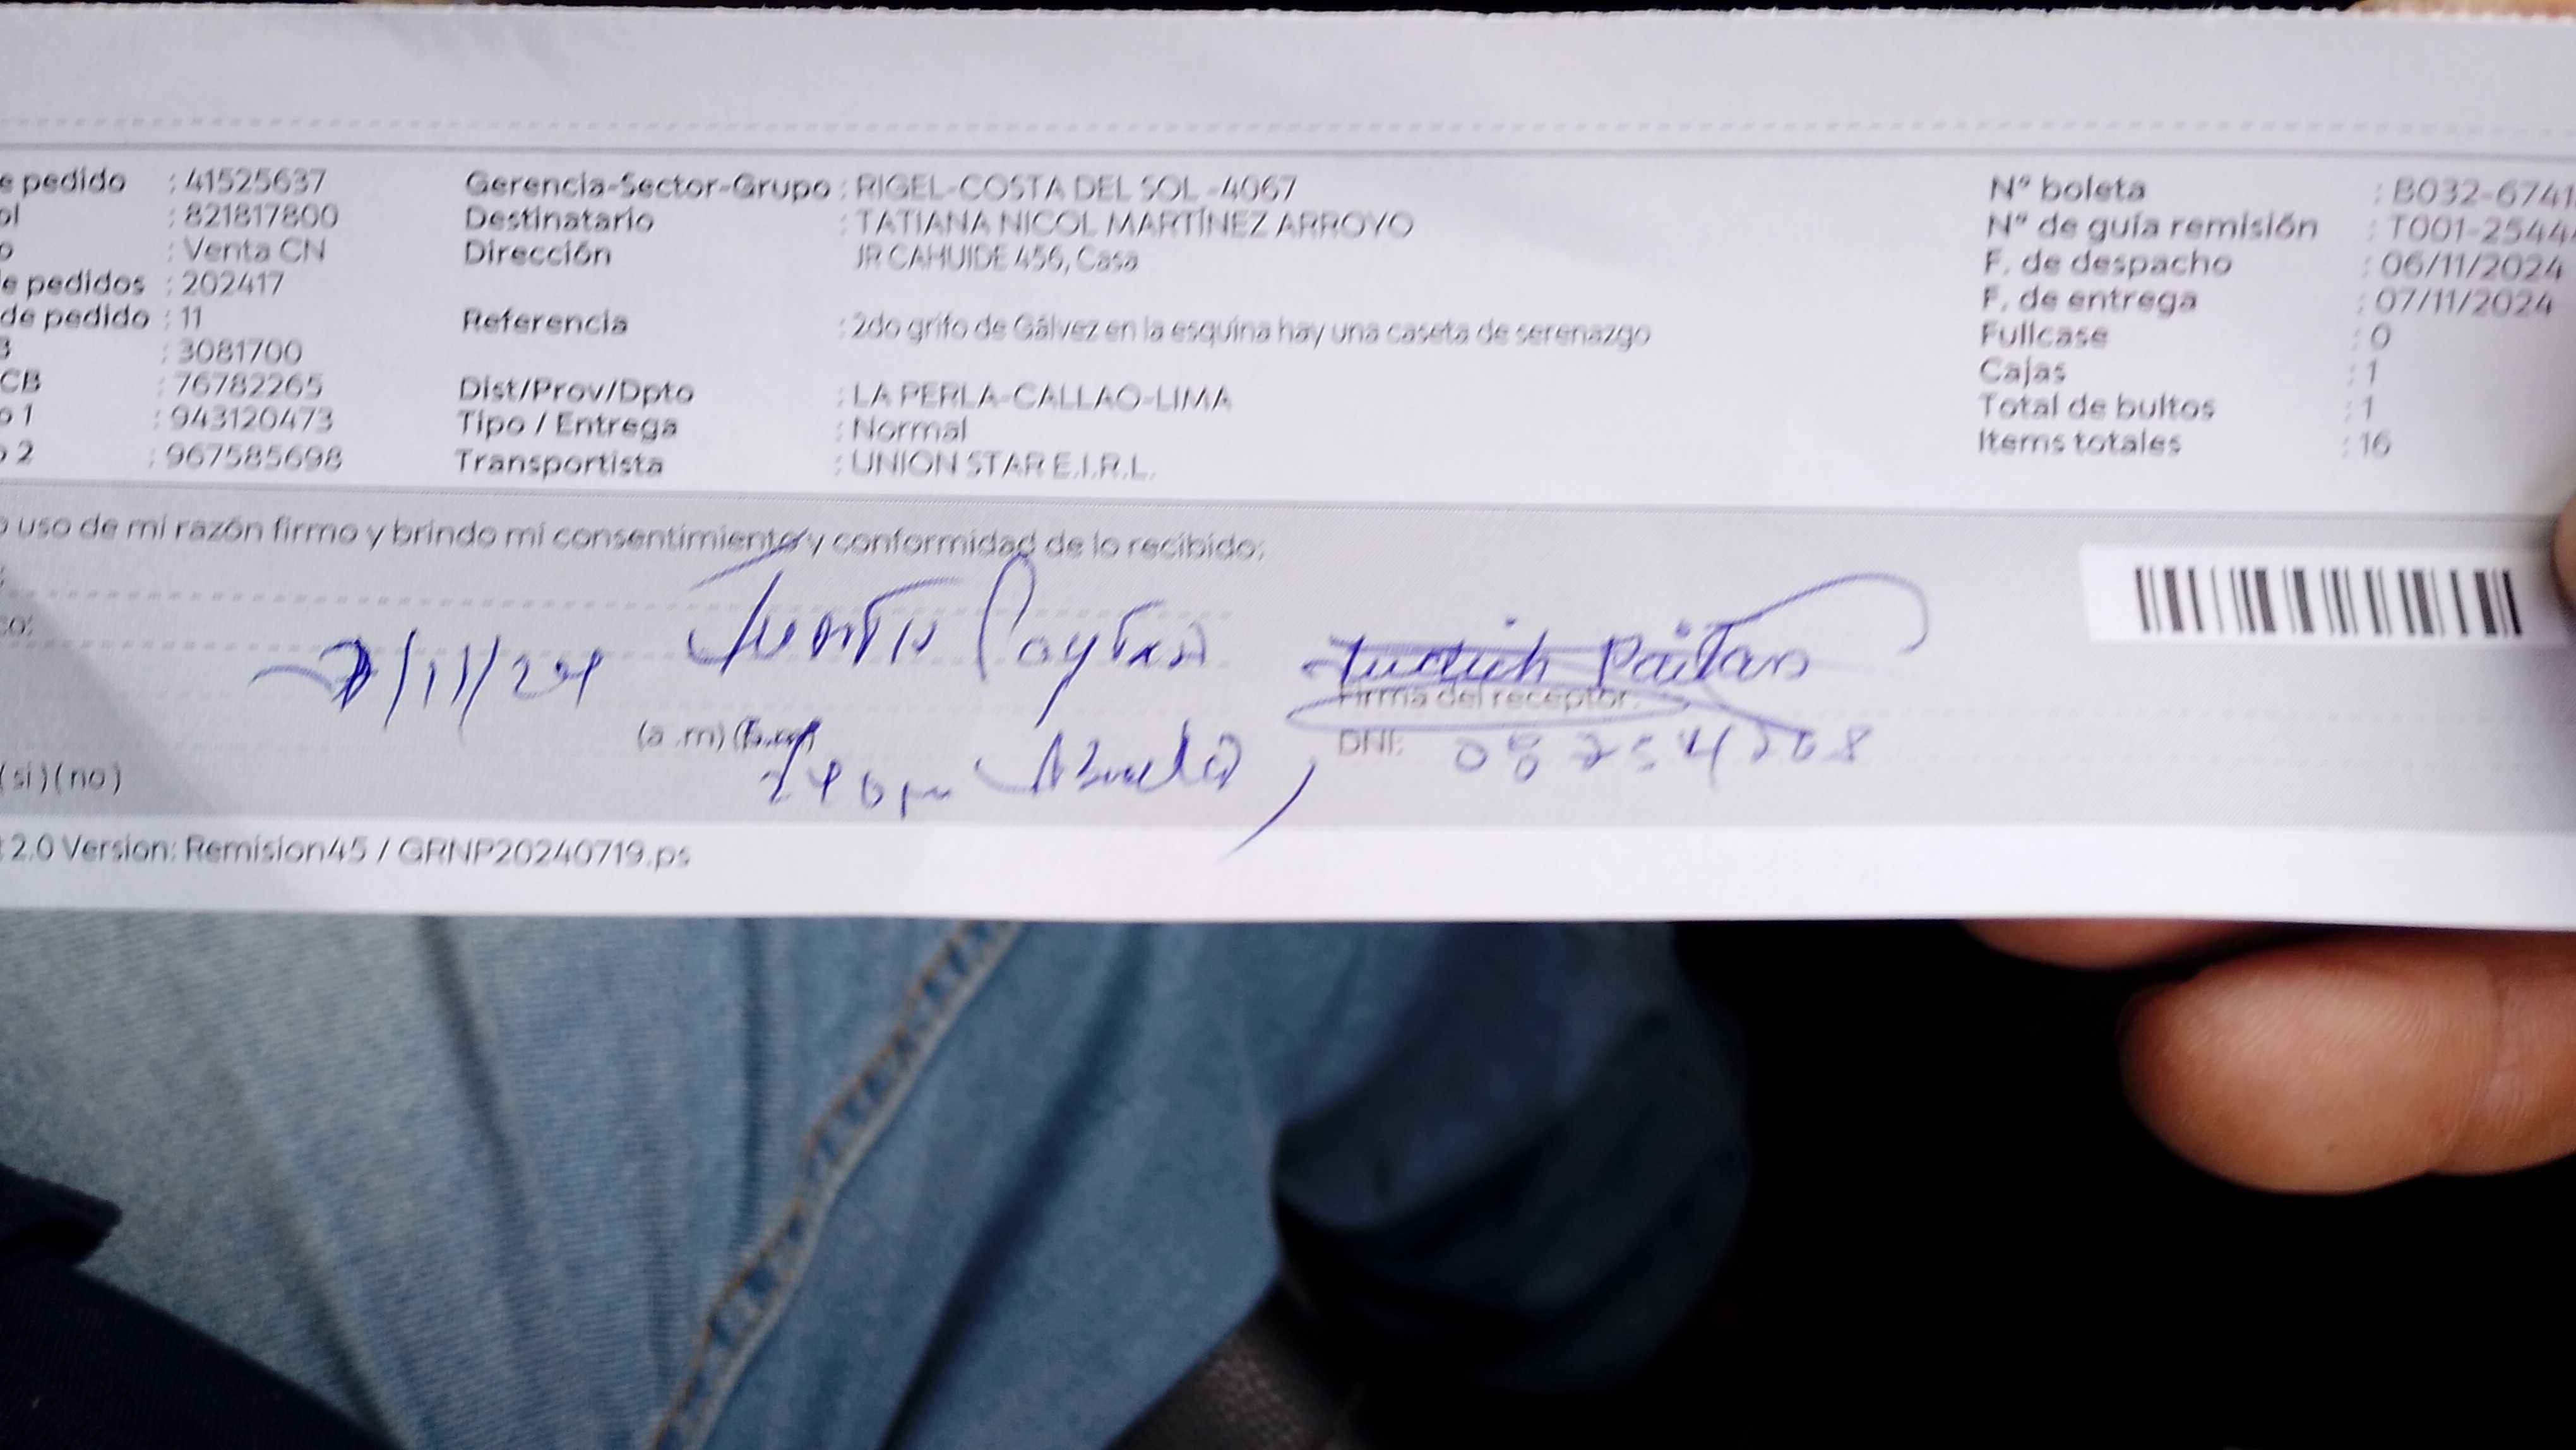 e pedido : 41525637 Gerencia-Sector-Grupo : RIGEL-COSTA DEL SOL -4067 N° boleta : B032-6741
ol : 821817800 Destinatario : TATIANA NICOL MARTÍNEZ ARROYO N° de guía remisión : T001-2544
o : Venta CN Dirección JR CAHUIDE 456, Casa F. de despacho : 06/11/2024
e pedidos : 202417 F. de entrega : 07/11/2024
de pedido : 11 Referencia : 2do grifo de Gálvez en la esquina hay una caseta de serenazgo Fullcase : 0
: 3081700 Cajas : 1
CB : 76782265 Dist/Prov/Dpto : LA PERLA-CALLAO-LIMA Total de bultos : 1
o 1 : 943120473 Tipo / Entrega : Normal Items totales : 16
o 2 : 967585698 Transportista : UNION STAR E.I.R.L.
o uso de mi razón firmo y brindo mi consentimiento y conformidad de lo recibido:
co:
7/11/24 Paitan
Firma del receptor:
(a .m) DNI:
Abuela
(si) (no)
2.0 Version: Remision45 / GRNP20240719.ps